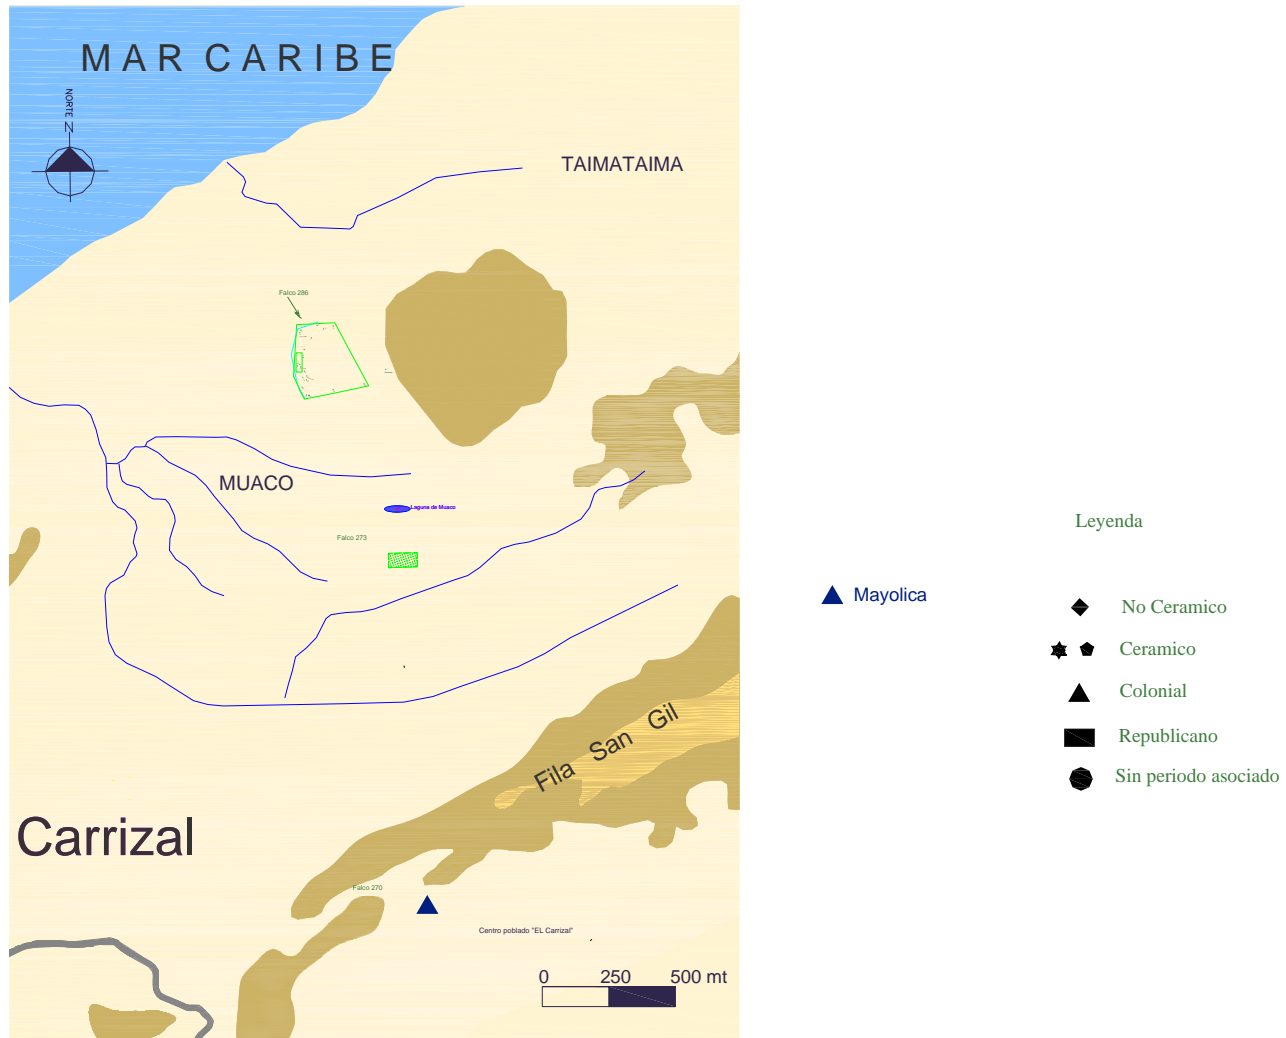 MAR CARIBE
NORTE
N
TAIMATAIMA
Falco 286
MUACO
Laguna de Muaco
Falco 273
Fila San Gil
Carrizal
Falco 270
Centro poblado "EL Carrizal"
0 250 500 mt
Mayolica
Leyenda
No Ceramico
Ceramico
Colonial
Republicano
Sin periodo asociado